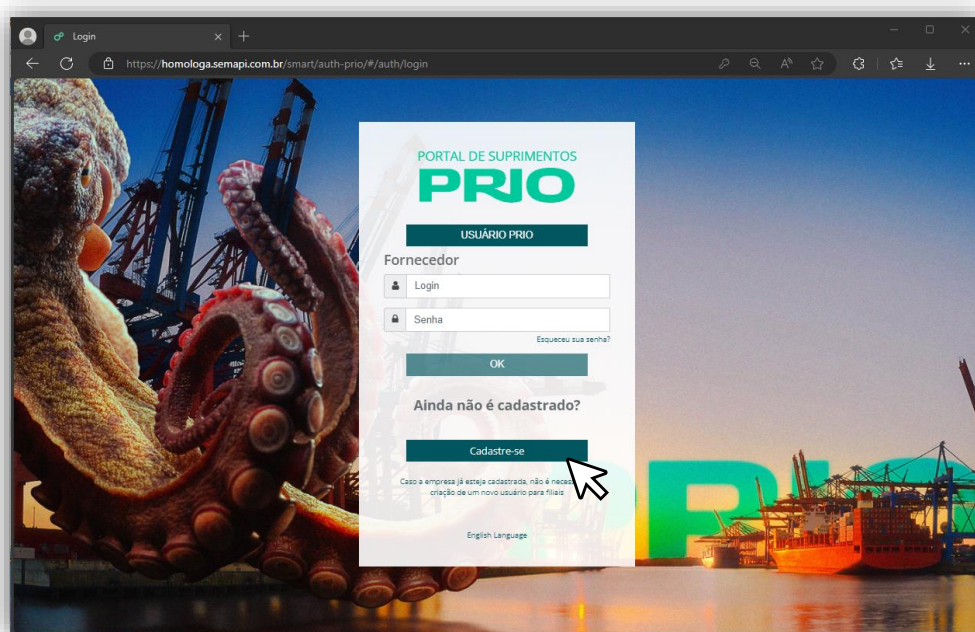 Login
https://homologa.semapi.com.br/smart/auth-prio/#/auth/login
PORTAL DE SUPRIMENTOS
PRIO
USUÁRIO PRIO
Fornecedor
Login
Senha
Esqueceu sua senha?
OK
Ainda não é cadastrado?
Cadastre-se
Caso a empresa já esteja cadastrada, não é
criação de um novo usuário para filiais
English Language
PRIO